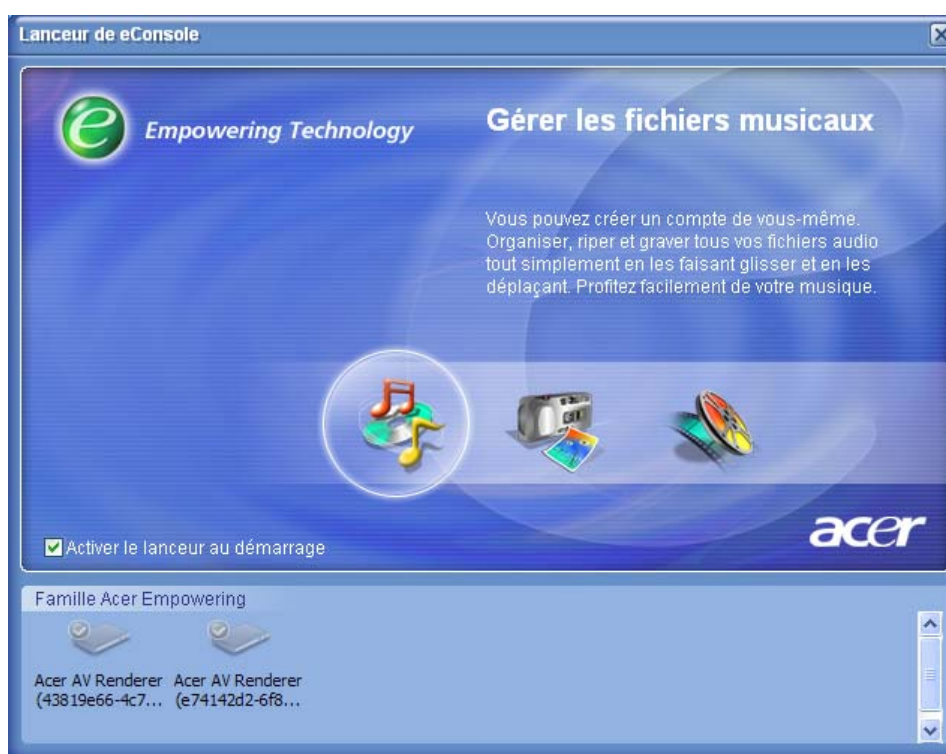 Lanceur de eConsole
e
Empowering Technology
Gérer les fichiers musicaux
Vous pouvez créer un compte de vous-même.
Organiser, riper et graver tous vos fichiers audio
tout simplement en les faisant glisser et en les
déplaçant. Profitez facilement de votre musique.
acer
Activer le lanceur au démarrage
Famille Acer Empowering
Acer AV Renderer
(43819e66-4c7...
Acer AV Renderer
(e74142d2-6f8...